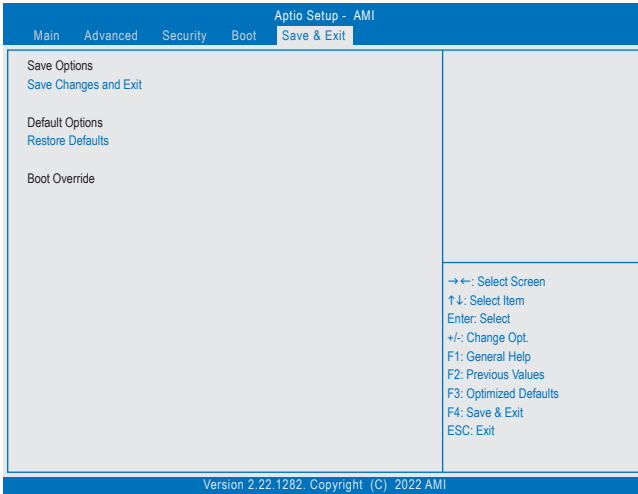 Aptio Setup - AMI
Main Advanced Security Boot Save & Exit
Save Options
Save Changes and Exit
Default Options
Restore Defaults
Boot Override
→←: Select Screen
↑↓: Select Item
Enter: Select
+/-: Change Opt.
F1: General Help
F2: Previous Values
F3: Optimized Defaults
F4: Save & Exit
ESC: Exit
Version 2.22.1282. Copyright (C) 2022 AMI